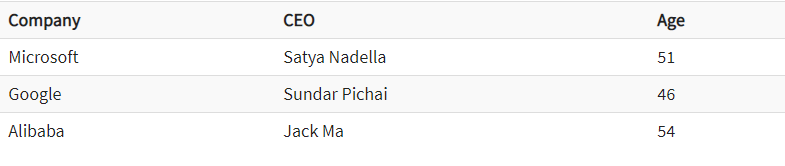 Company CEO Age
Microsoft Satya Nadella 51
Google Sundar Pichai 46
Alibaba Jack Ma 54